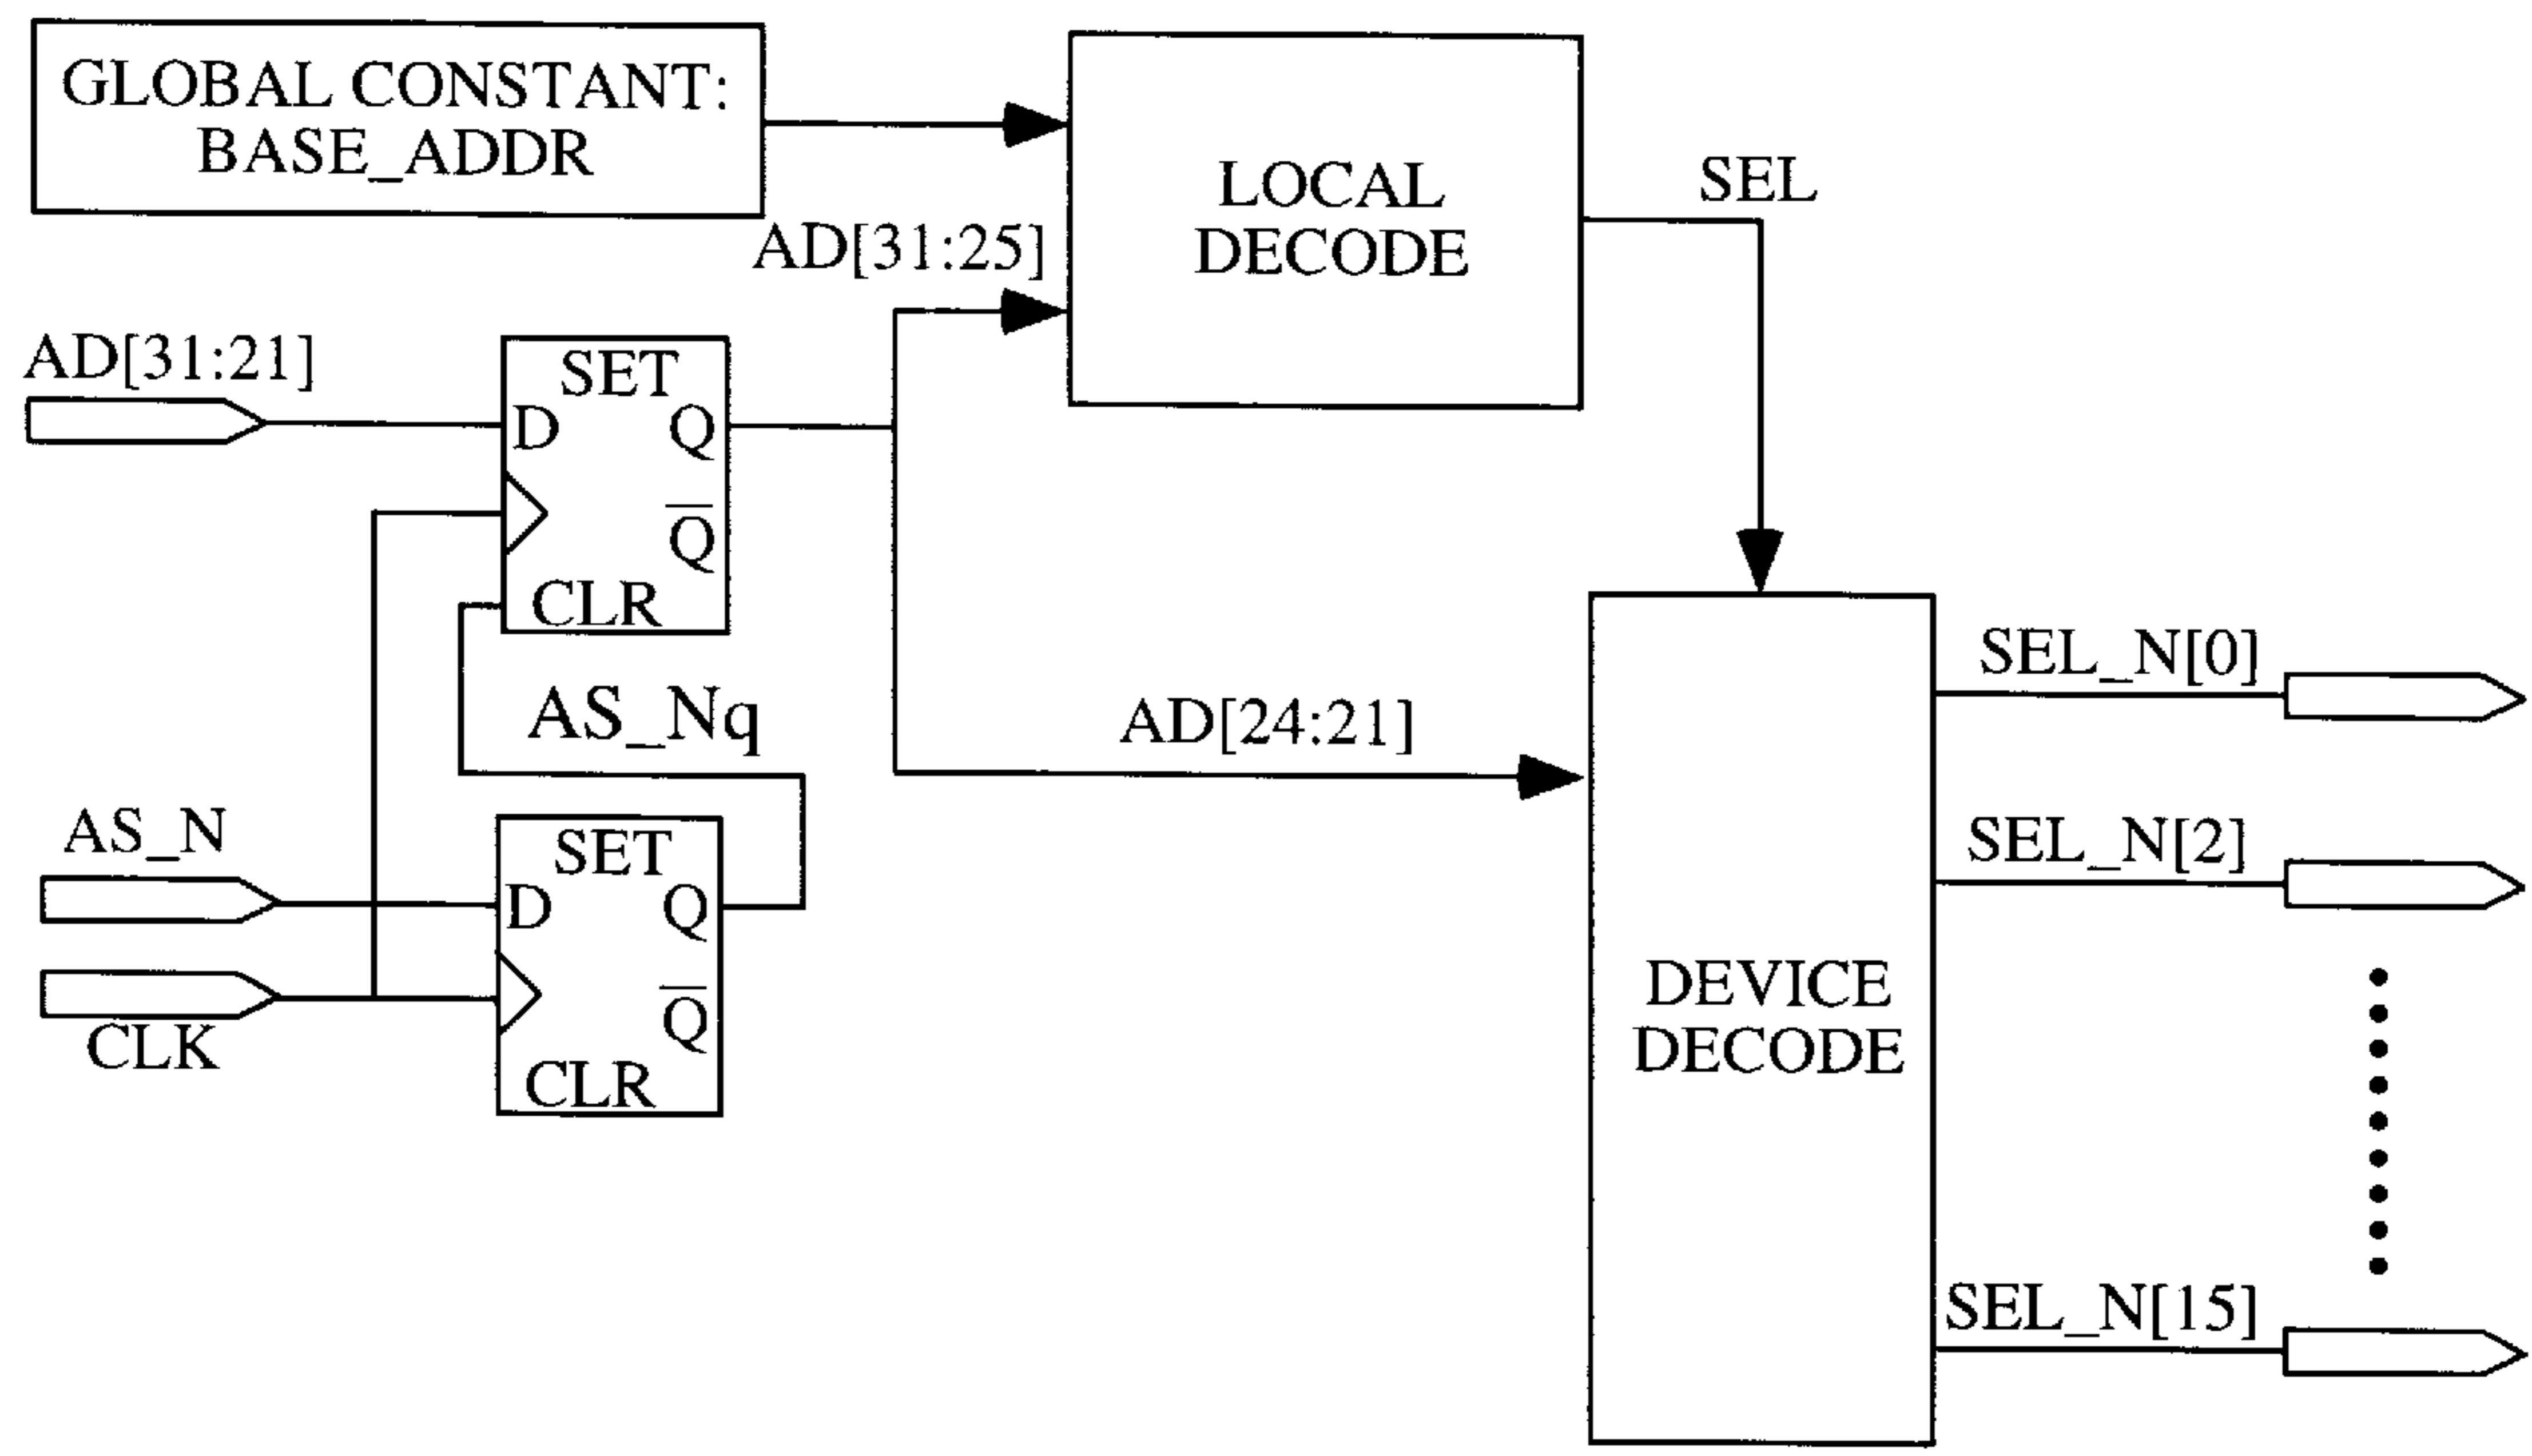 GLOBAL CONSTANT:
BASE_ADDR
LOCAL
DECODE
SEL
AD[31:25]
AD[31:21]
SET
D
Q
Q
CLR
AS_Nq
AD[24:21]
AS_N
CLK
SET
D
Q
Q
CLR
DEVICE
DECODE
SEL_N[0]
SEL_N[2]
SEL_N[15]